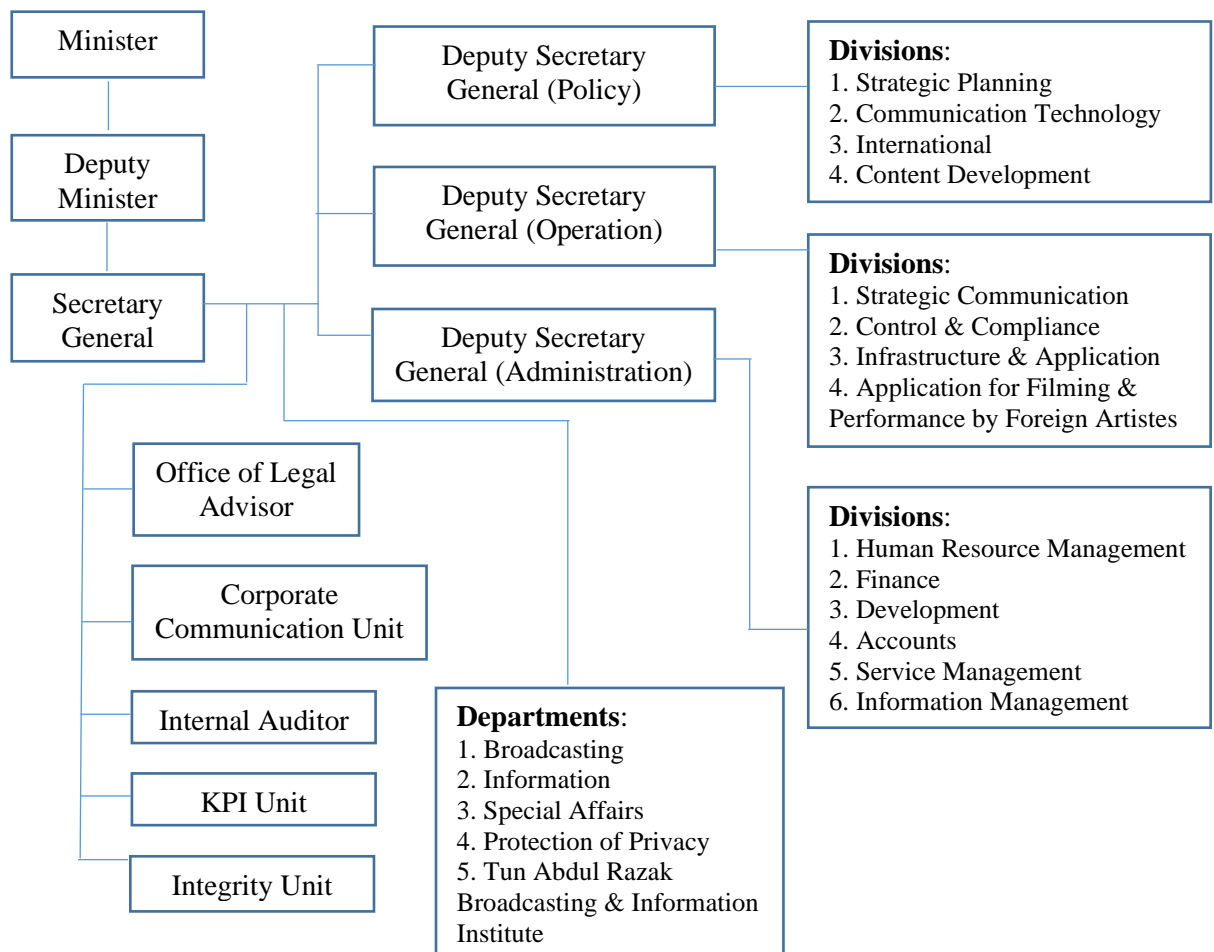 Minister
Deputy
Minister
Secretary
General
Deputy Secretary
General (Policy)
Deputy Secretary
General (Operation)
Deputy Secretary
General (Administration)
Divisions:
1. Strategic Planning
2. Communication Technology
3. International
4. Content Development
Divisions:
1. Strategic Communication
2. Control & Compliance
3. Infrastructure & Application
4. Application for Filming &
Performance by Foreign Artistes
Divisions:
1. Human Resource Management
2. Finance
3. Development
4. Accounts
5. Service Management
6. Information Management
Office of Legal
Advisor
Corporate
Communication Unit
Internal Auditor
KPI Unit
Integrity Unit
Departments:
1. Broadcasting
2. Information
3. Special Affairs
4. Protection of Privacy
5. Tun Abdul Razak
Broadcasting & Information
Institute